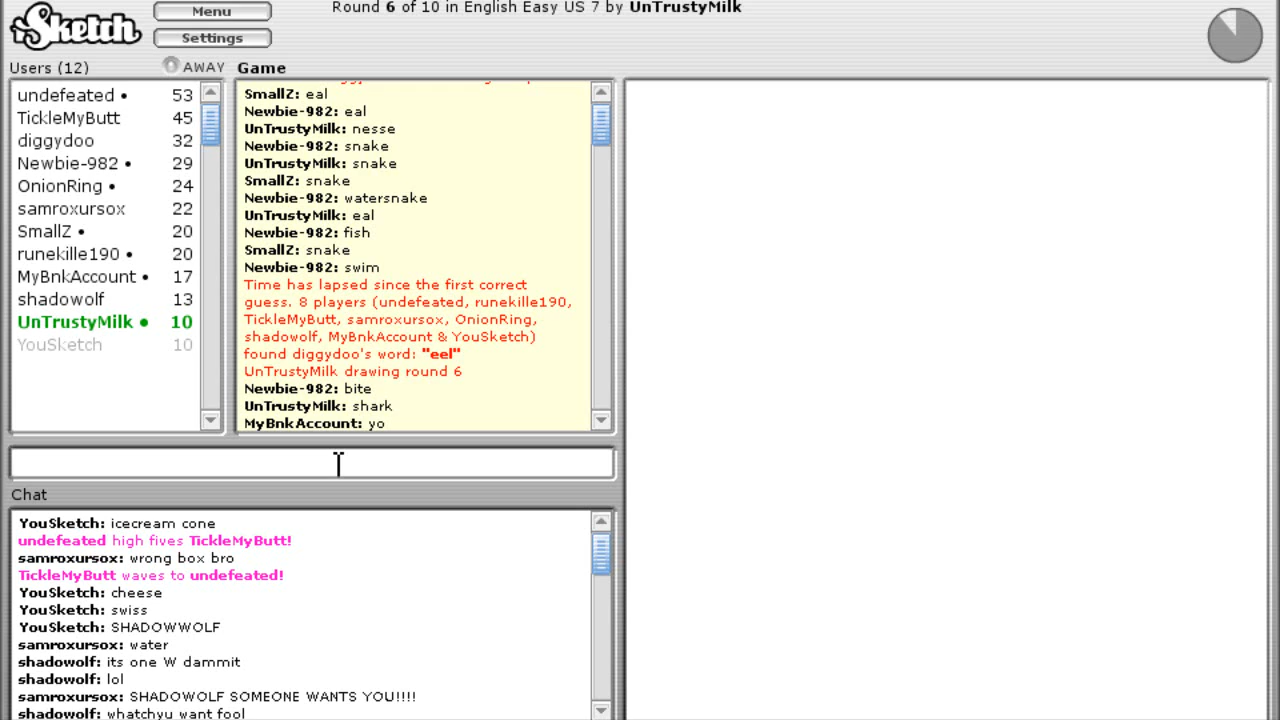 iSketch
Menu
Settings
Round 6 of 10 in English Easy US 7 by UnTrustyMilk
Users (12)
AWAY
Game
undefeated • 53
TickleMyButt 45
diggydoo 32
Newbie-982 • 29
OnionRing • 24
samroxursox 22
SmallZ • 20
runekille190 • 20
MyBnkAccount • 17
shadowolf 13
UnTrustyMilk • 10
YouSketch 10
SmallZ: eal
Newbie-982: eal
UnTrustyMilk: nesse
Newbie-982: snake
UnTrustyMilk: snake
SmallZ: snake
Newbie-982: watersnake
UnTrustyMilk: eal
Newbie-982: fish
SmallZ: snake
Newbie-982: swim
Time has lapsed since the first correct
guess. 8 players (undefeated, runekille190,
TickleMyButt, samroxursox, OnionRing,
shadowolf, MyBnkAccount & YouSketch)
found diggydoo's word: "eel"
UnTrustyMilk drawing round 6
Newbie-982: bite
UnTrustyMilk: shark
MyBnkAccount: yo
Chat
YouSketch: icecream cone
undefeated high fives TickleMyButt!
samroxursox: wrong box bro
TickleMyButt waves to undefeated!
YouSketch: cheese
YouSketch: swiss
YouSketch: SHADOWWOLF
samroxursox: water
shadowolf: its one W dammit
shadowolf: lol
samroxursox: SHADOWOLF SOMEONE WANTS YOU!!!!
shadowolf: whatchyu want fool